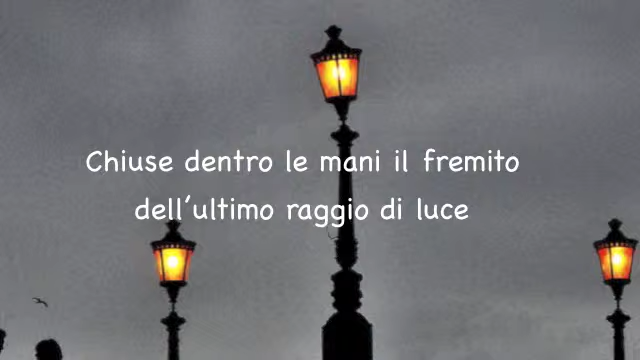 Chiuse dentro le mani il fremito
dell'ultimo raggio di luce